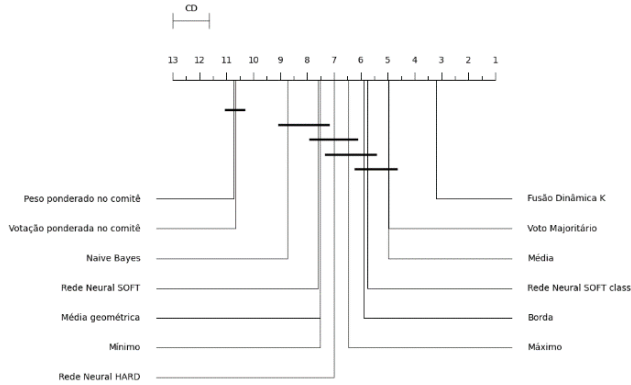 CD
13 12 11 10 9 8 7 6 5 4 3 2 1
Peso ponderado no comitê
Votação ponderada no comitê
Naive Bayes
Rede Neural SOFT
Média geométrica
Mínimo
Rede Neural HARD
Fusão Dinâmica K
Voto Majoritário
Média
Rede Neural SOFT class
Borda
Máximo